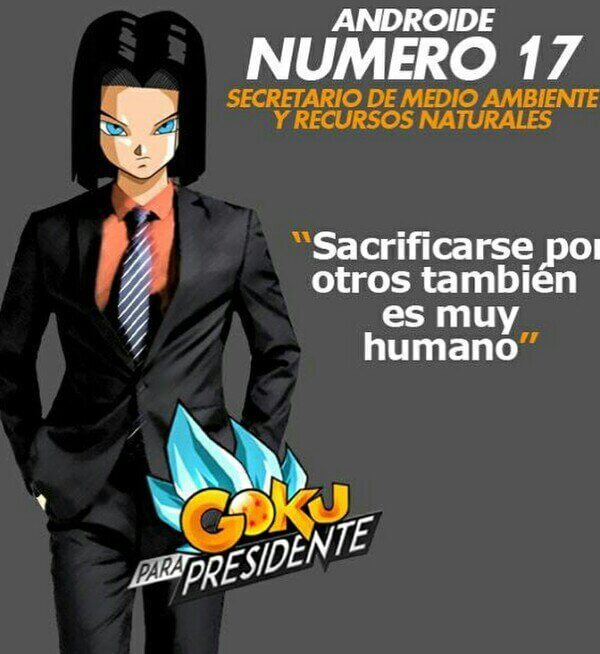 ANDROIDE
NUMERO 17
SECRETARIO DE MEDIO AMBIENTE
Y RECURSOS NATURALES
“Sacrificarse por
otros también
es muy
humano”
GOKU
PARA PRESIDENTE